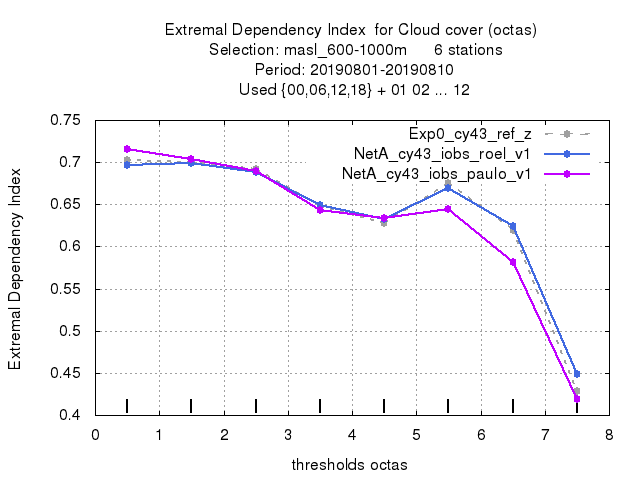 Extremal Dependency Index  for Cloud cover (octas)
Selection: masl_600-1000m      6 stations
Period: 20190801-20190810
Used {00,06,12,18} + 01 02 ... 12
Exp0_cy43_ref_z
NetA_cy43_iobs_roel_v1
NetA_cy43_iobs_paulo_v1
Extremal Dependency Index
0.75
0.7
0.65
0.6
0.55
0.5
0.45
0.4
0 1 2 3 4 5 6 7 8
thresholds octas